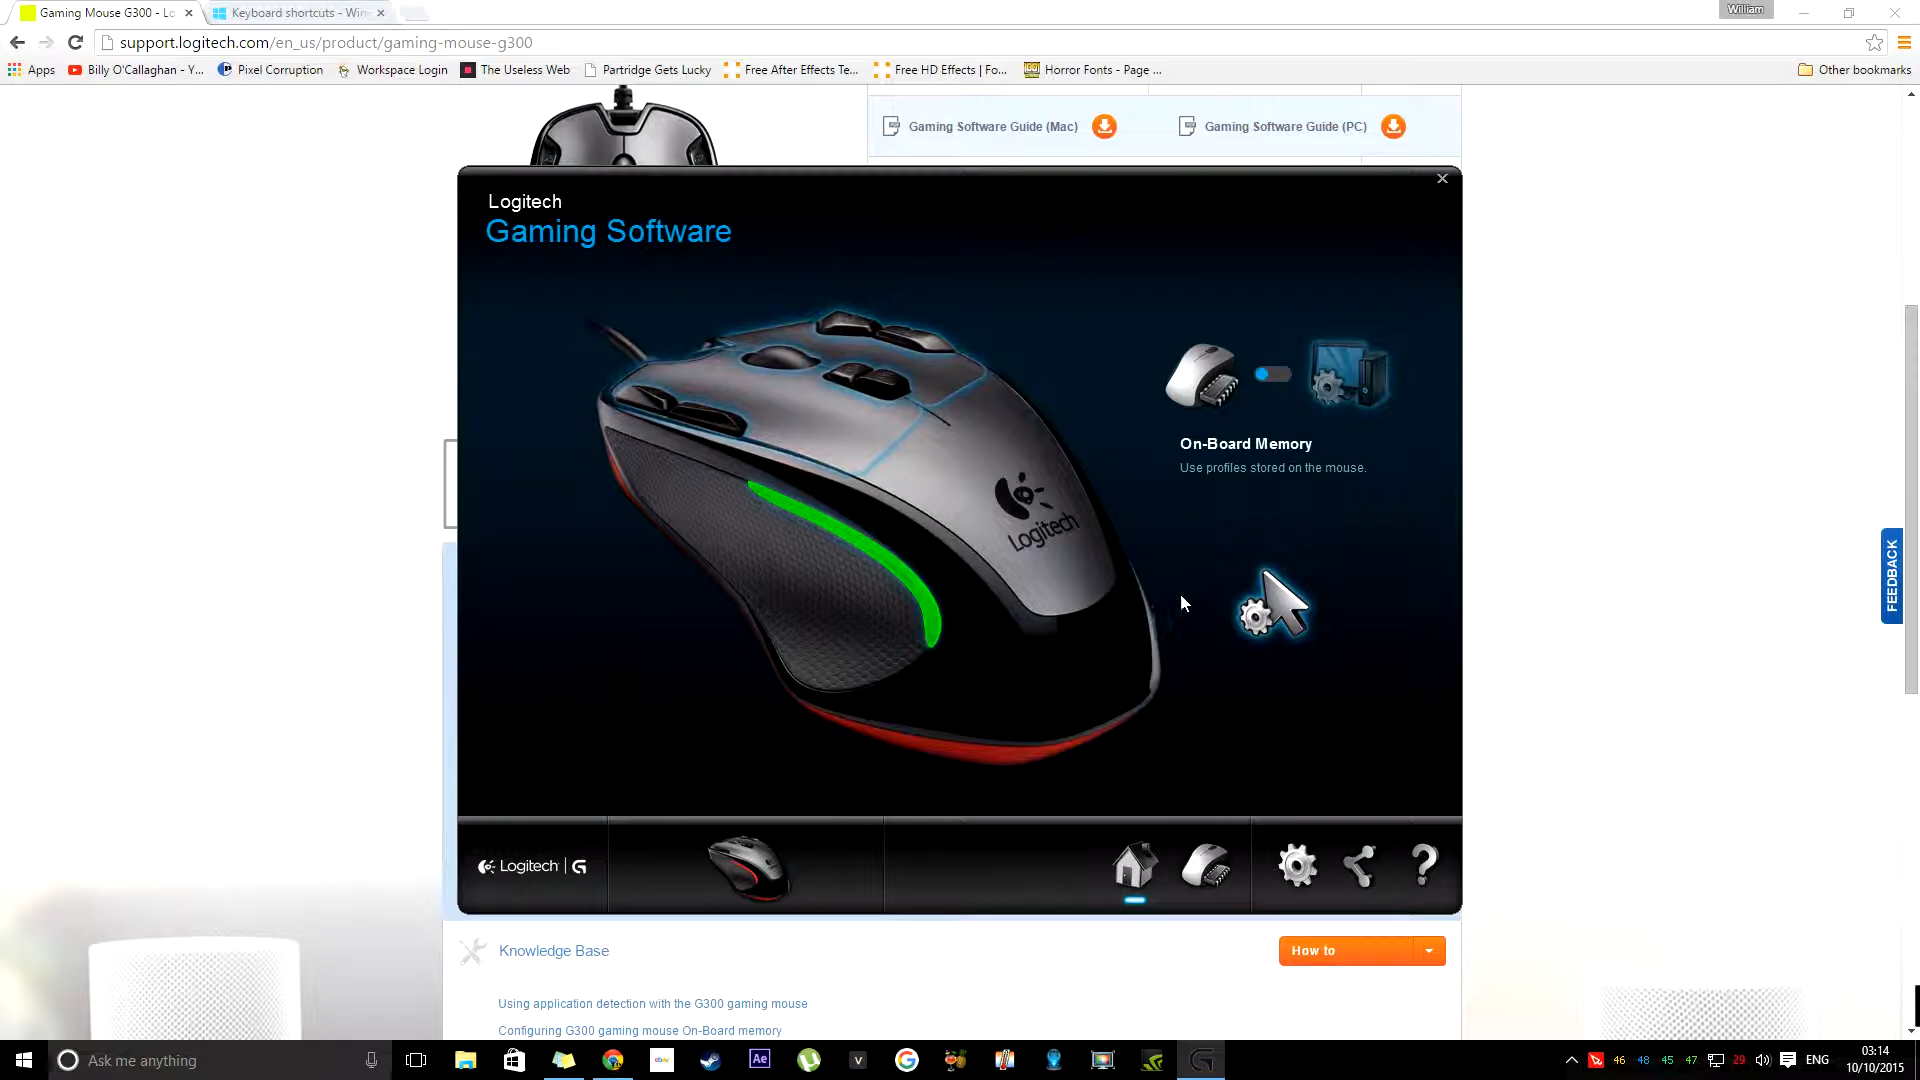 Gaming Mouse G300 - Lo
Keyboard shortcuts - Win
William
support.logitech.com/en_us/product/gaming-mouse-g300
Apps
Billy O'Callaghan - Y...
Pixel Corruption
Workspace Login
The Useless Web
Partridge Gets Lucky
Free After Effects Te...
Free HD Effects | Fo...
Horror Fonts - Page ...
Other bookmarks
Gaming Software Guide (Mac)
Gaming Software Guide (PC)
Logitech
Gaming Software
On-Board Memory
Use profiles stored on the mouse.
Logitech
FEEDBACK
Logitech | G
Knowledge Base
How to
Using application detection with the G300 gaming mouse
Configuring G300 gaming mouse On-Board memory
Ask me anything
ebay
Ae
V
G
46
48
45
47
29
ENG
03:14
10/10/2015